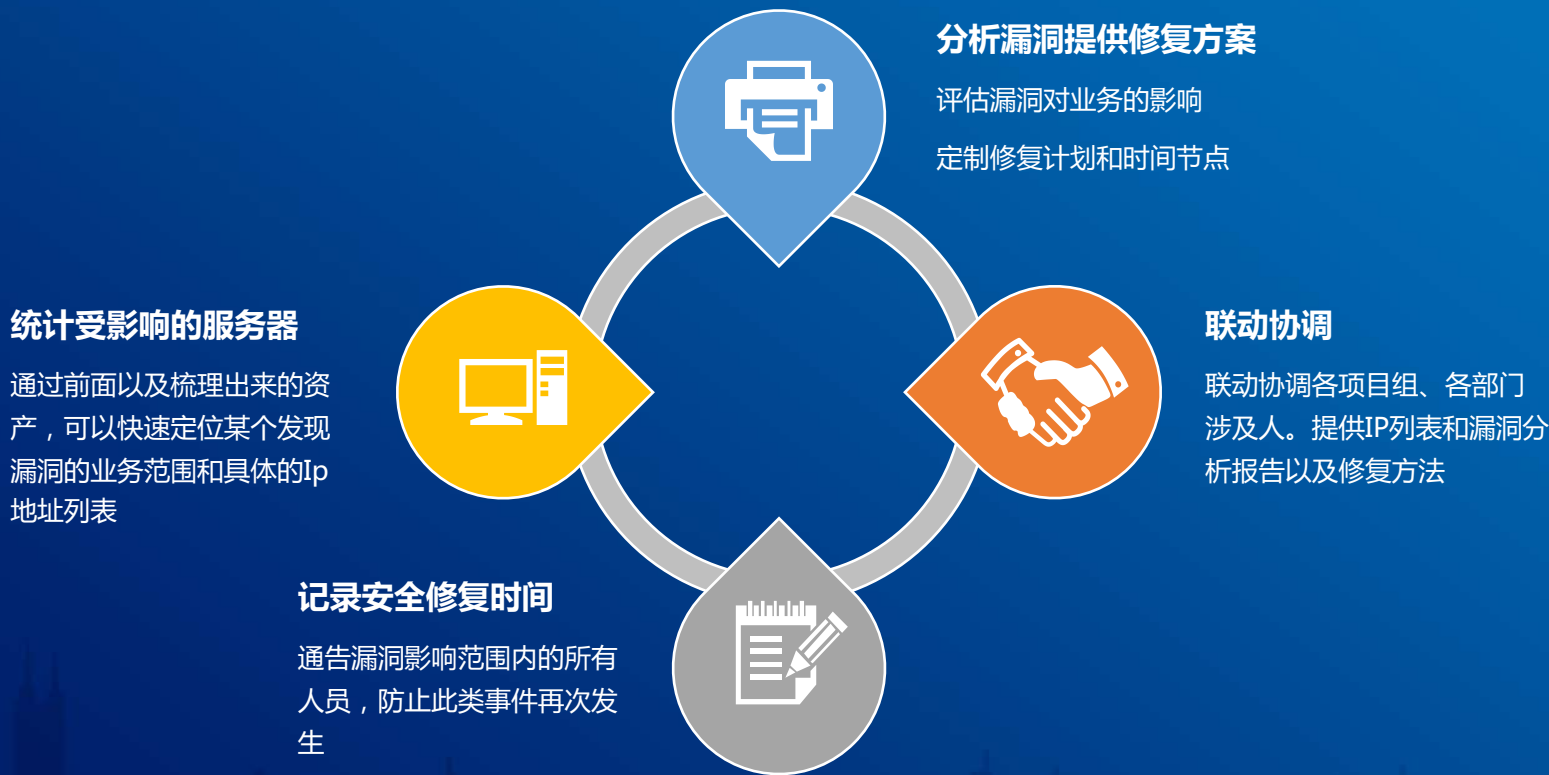 分析漏洞提供修复方案
评估漏洞对业务的影响
定制修复计划和时间节点
统计受影响的服务器
通过前面以及梳理出来的资
产，可以快速定位某个发现
漏洞的业务范围和具体的Ip
地址列表
联动协调
联动协调各项目组、各部门
涉及人。提供IP列表和漏洞分
析报告以及修复方法
记录安全修复时间
通告漏洞影响范围内的所有
人员，防止此类事件再次发
生